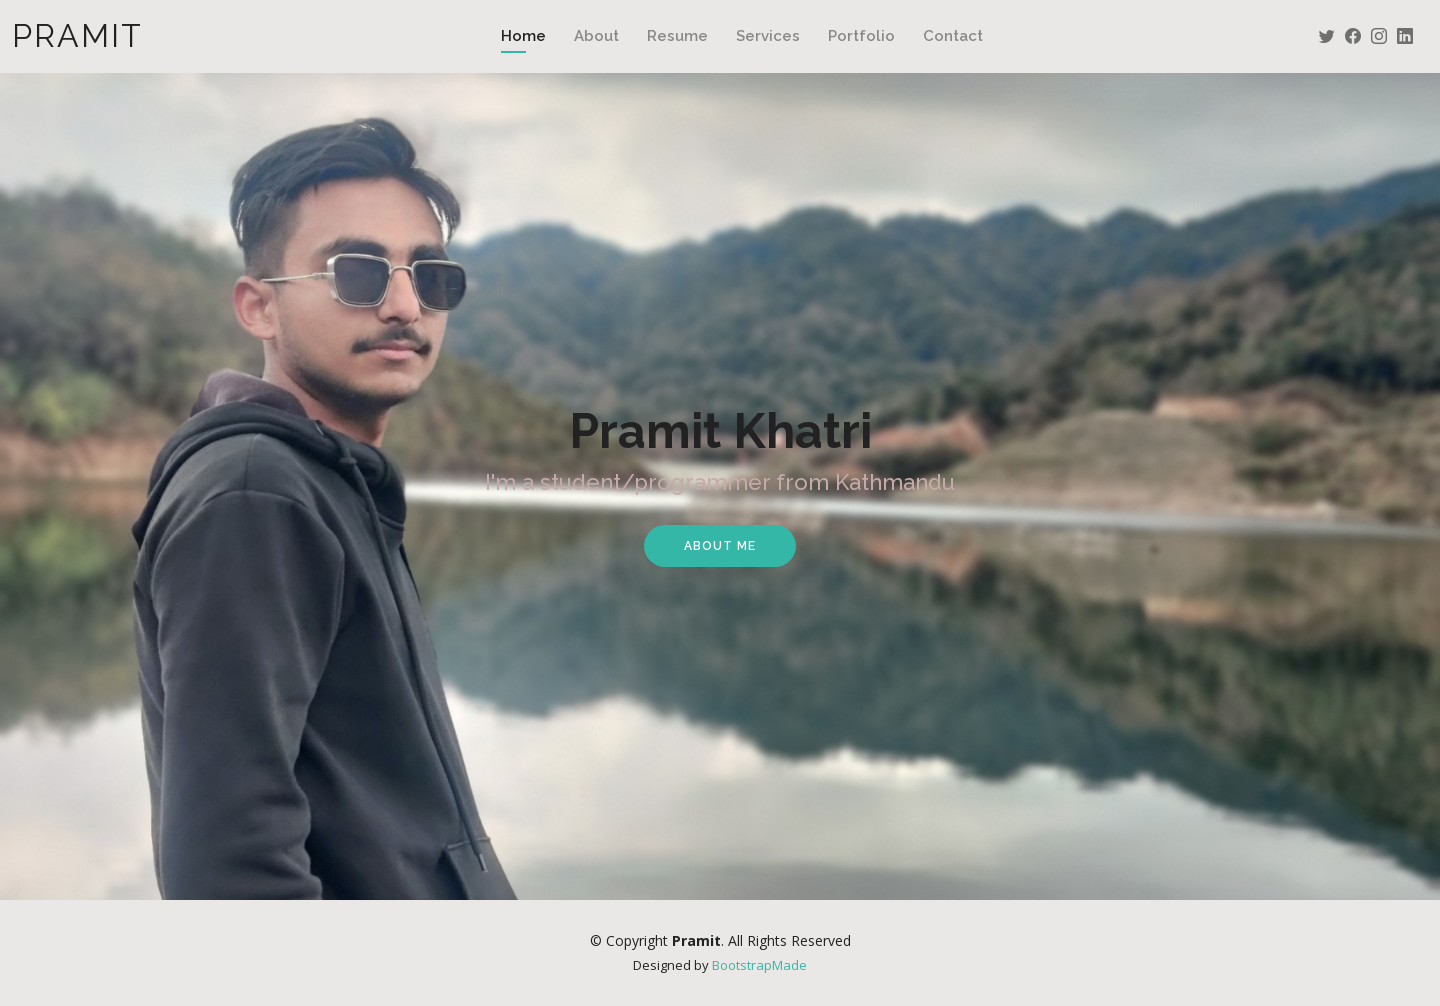 PRAMIT
Home About Resume Services Portfolio Contact
Pramit Khatri
I'm a student/programmer from Kathmandu
ABOUT ME
© Copyright Pramit. All Rights Reserved
Designed by BootstrapMade